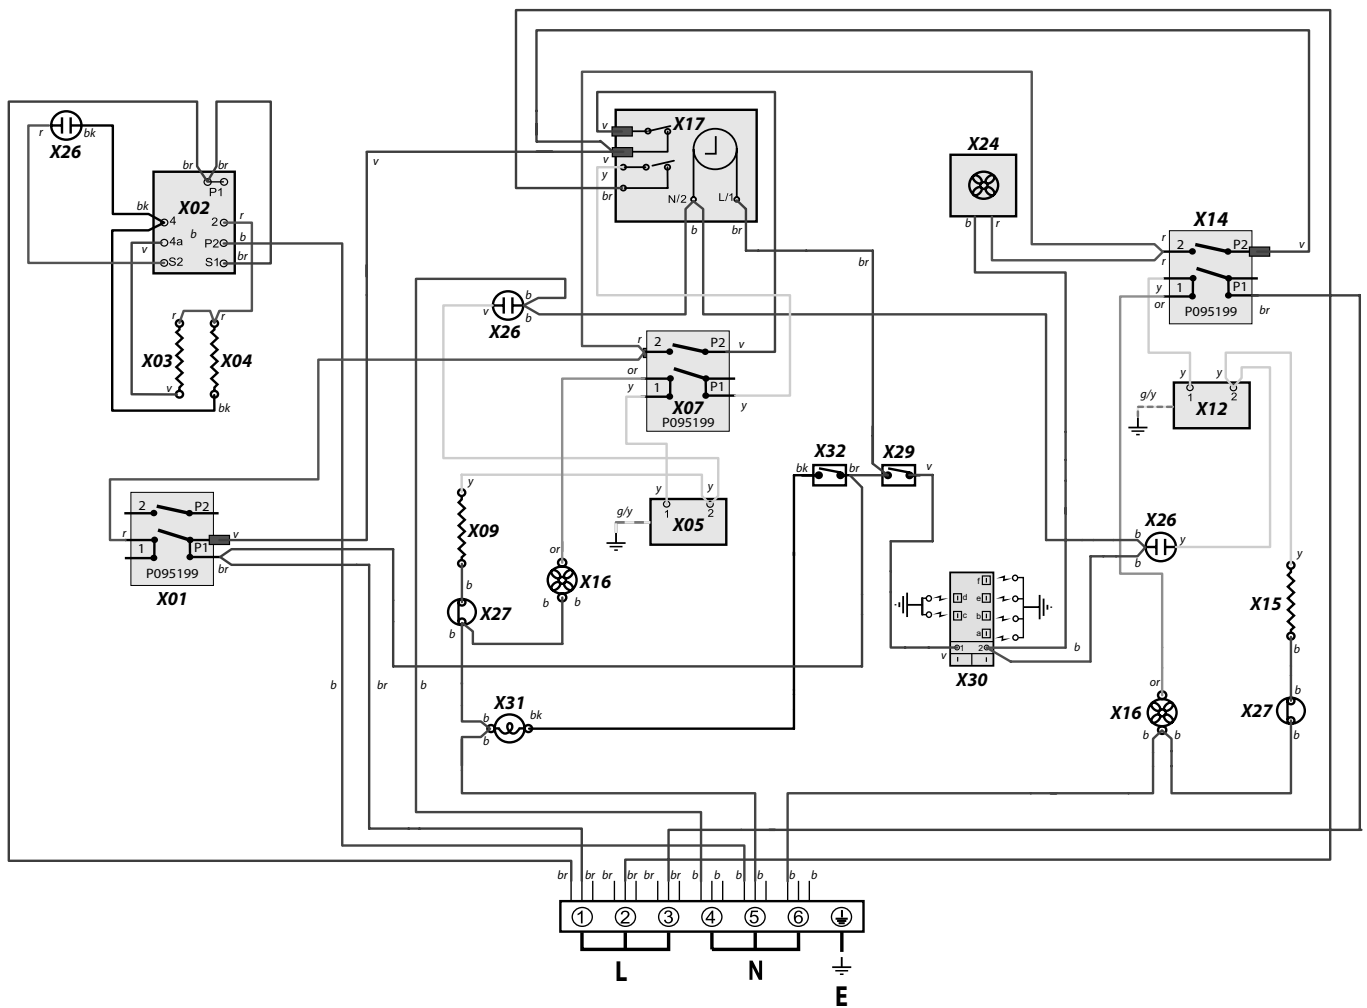 X17
v
v
y
br
N/2
L/1
b
br
X26
r
bk
br
br
P1
X02
bk
4
2
r
b
4a
P2
b
v
S2
S1
br
v
X24
b
r
X14
r
2
P2
v
r
y
1
P1
or
P095199
br
br
X26
v
b
b
r
r
X03
X04
v
bk
r
2
P2
v
or
1
P1
y
X07
P095199
y
y
y
g/y
1
2
X12
X32
X29
bk
br
v
2
P2
r
1
P1
v
P095199
br
X01
y
X09
y
y
1
2
g/y
X05
or
X16
b
b
b
X27
b
X26
b
y
b
y
X15
b
f
d
e
c
b
a
1
2
v
b
X30
b
br
b
X31
b
bk
b
or
X16
b
b
b
X27
b
br
br
br
br
br
br
b
b
b
b
b
b
1
2
3
4
5
6
L
N
E